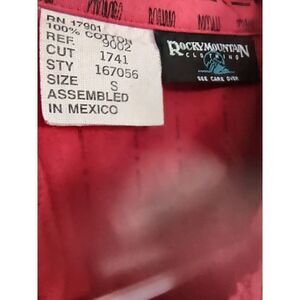 RN 17901
100% COTTON
REF. 9002
CUT 1741
STY 167056
SIZE S
ASSEMBLED
IN MEXICO
ROCKY MOUNTAIN
CLOTHING
SEE CARE OVER